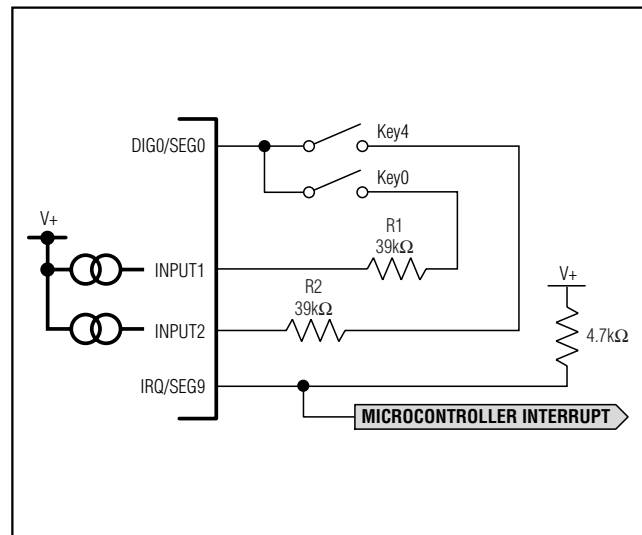 DIG0/SEG0
Key4
Key0
V+
R1
39kΩ
INPUT1
V+
R2
39kΩ
INPUT2
4.7kΩ
IRQ/SEG9
MICROCONTROLLER INTERRUPT